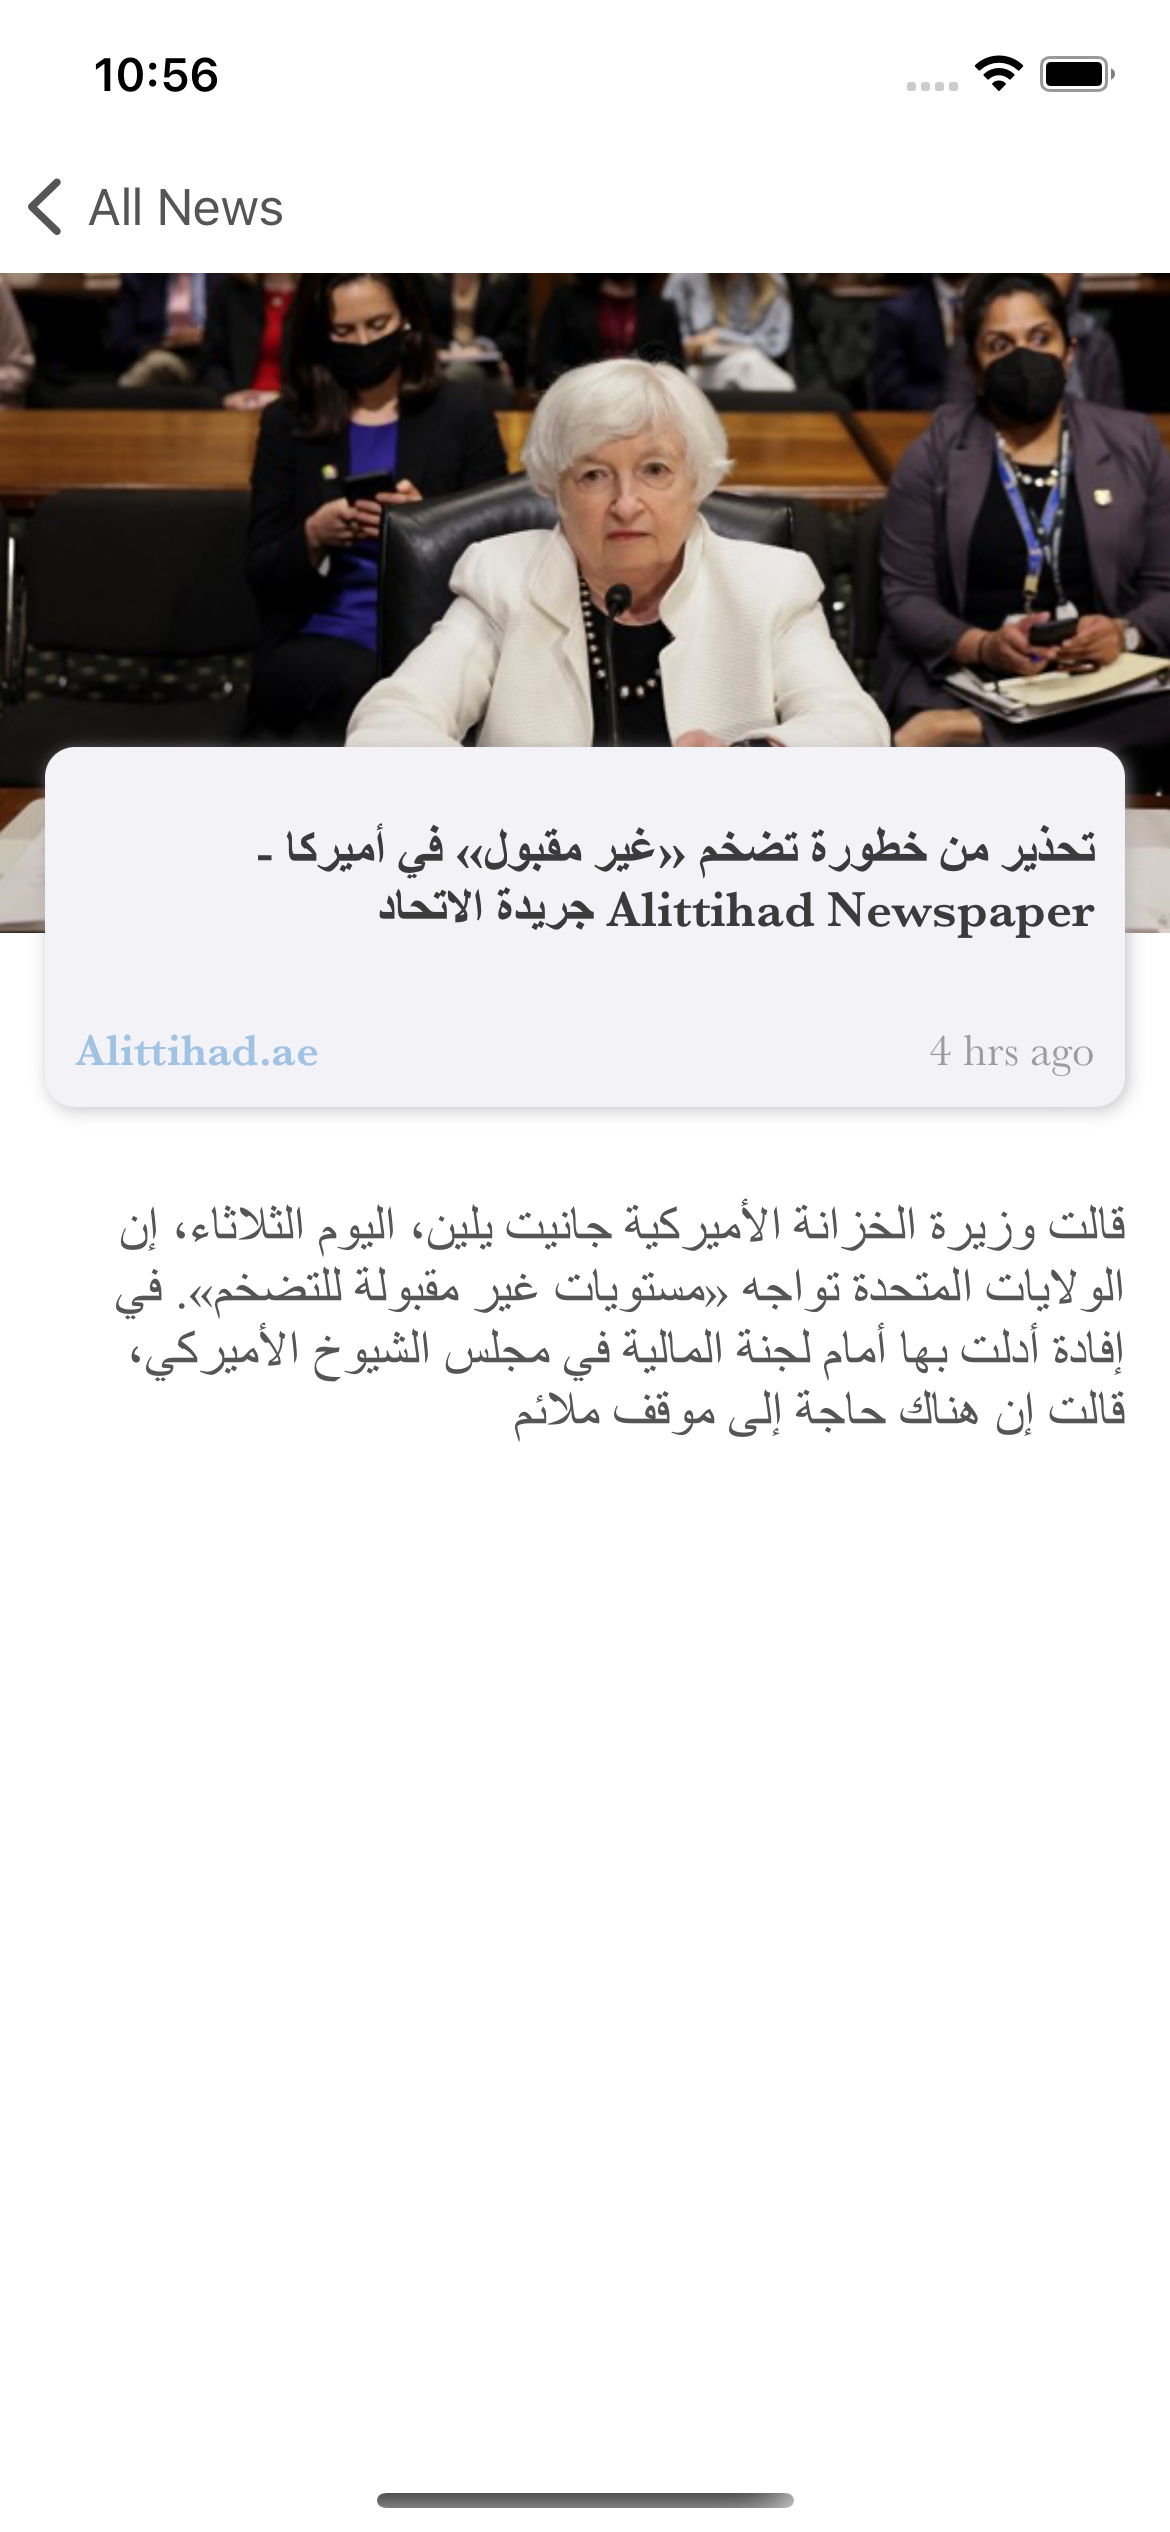 10:56
All News
تحذير من خطورة تضخم «غير مقبول» في أميركا -
Alittihad Newspaper جريدة الاتحاد
Alittihad.ae
4 hrs ago
قالت وزيرة الخزانة الأميركية جانيت يلين، اليوم الثلاثاء، إن
الولايات المتحدة تواجه «مستويات غير مقبولة للتضخم». في
إفادة أدلت بها أمام لجنة المالية في مجلس الشيوخ الأميركي،
قالت إن هناك حاجة إلى موقف ملائم